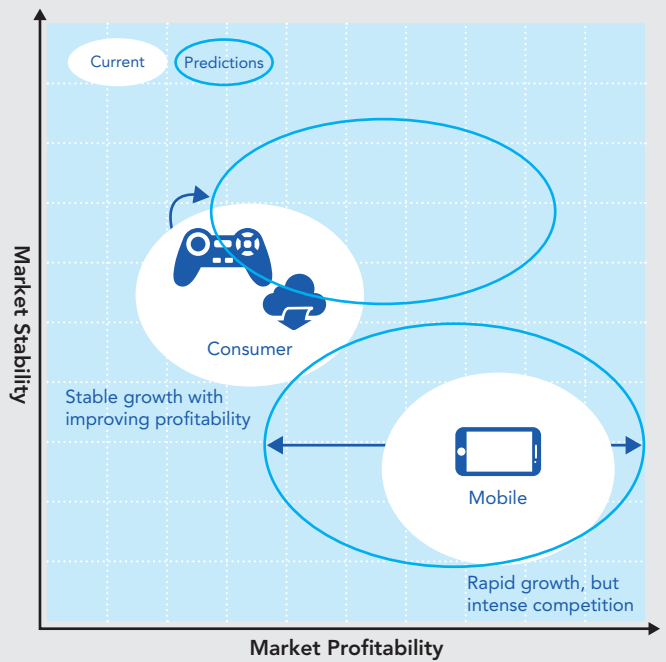 Current
Predictions
Market Stability
Consumer
Stable growth with
improving profitability
Mobile
Rapid growth, but
intense competition
Market Profitability